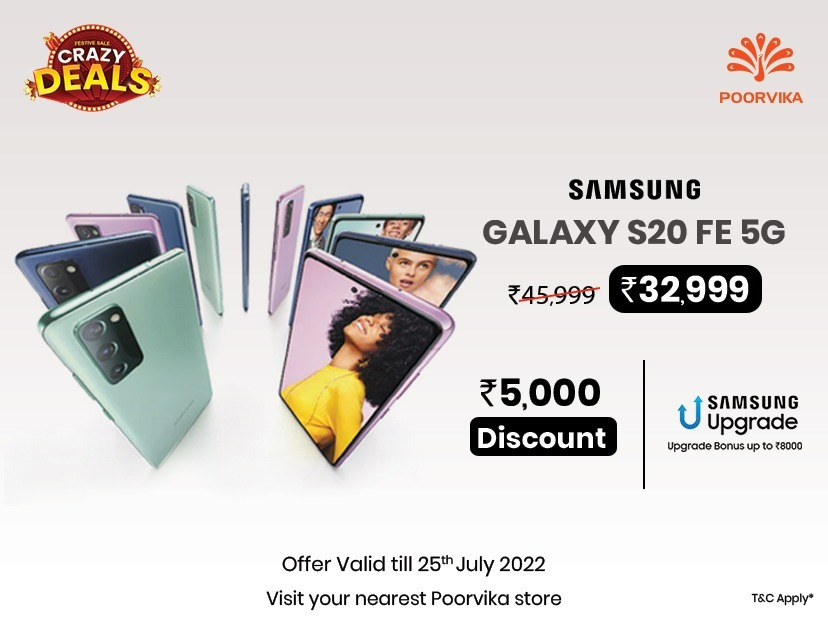 FESTIVE SALE
CRAZY
DEALS
POORVIKA
SAMSUNG
GALAXY S20 FE 5G
₹45,999 ₹32,999
₹5,000
Discount
SAMSUNG
Upgrade
Upgrade Bonus up to ₹8000
Offer Valid till 25th July 2022
Visit your nearest Poorvika store
T&C Apply*